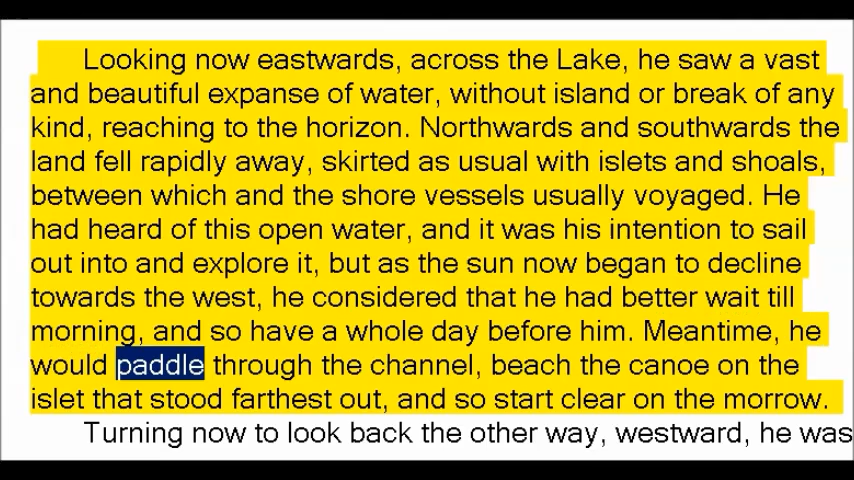 Looking now eastwards, across the Lake, he saw a vast
and beautiful expanse of water, without island or break of any
kind, reaching to the horizon. Northwards and southwards the
land fell rapidly away, skirted as usual with islets and shoals,
between which and the shore vessels usually voyaged. He
had heard of this open water, and it was his intention to sail
out into and explore it, but as the sun now began to decline
towards the west, he considered that he had better wait till
morning, and so have a whole day before him. Meantime, he
would paddle through the channel, beach the canoe on the
islet that stood farthest out, and so start clear on the morrow.
Turning now to look back the other way, westward, he was